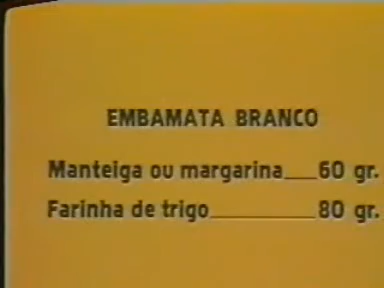 EMBAMATA BRANCO
Manteiga ou margarina___60 gr.
Farinha de trigo__________80 gr.